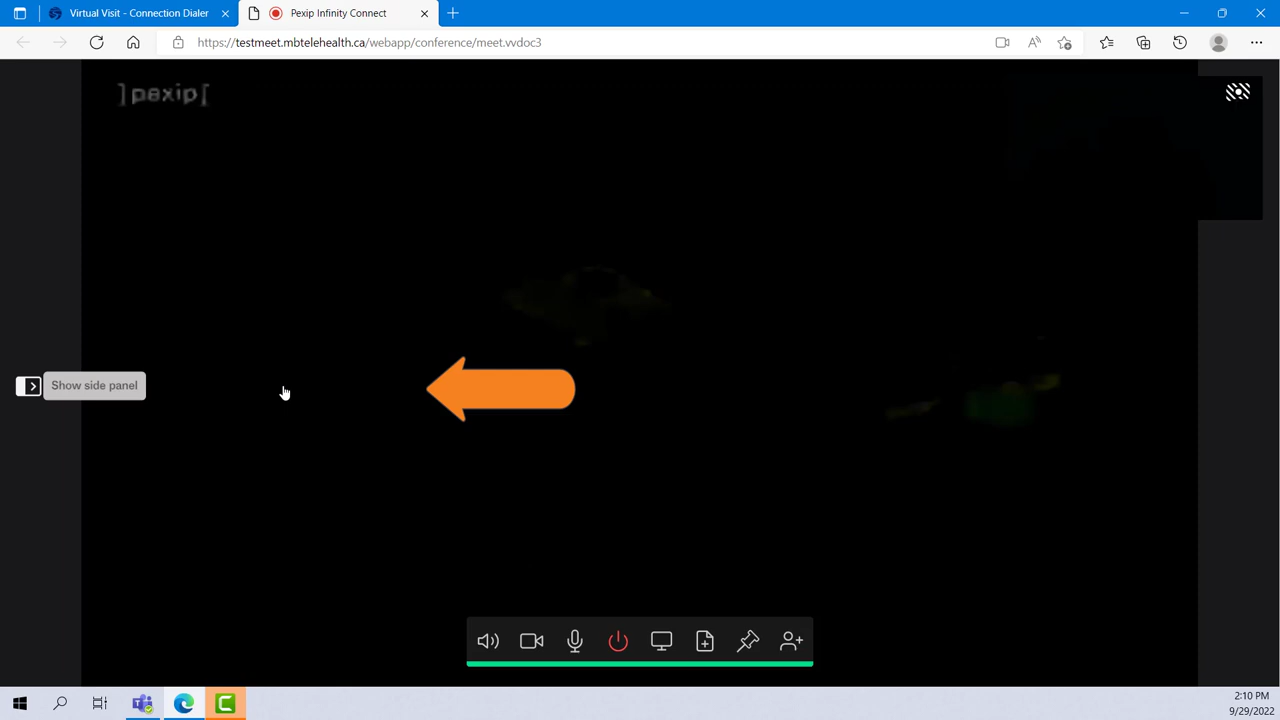 Virtual Visit - Connection Dialer
Pexip Infinity Connect
https://testmeet.mbtelehealth.ca/webapp/conference/meet.vvdoc3
]pexip[
Show side panel
2:10 PM
9/29/2022